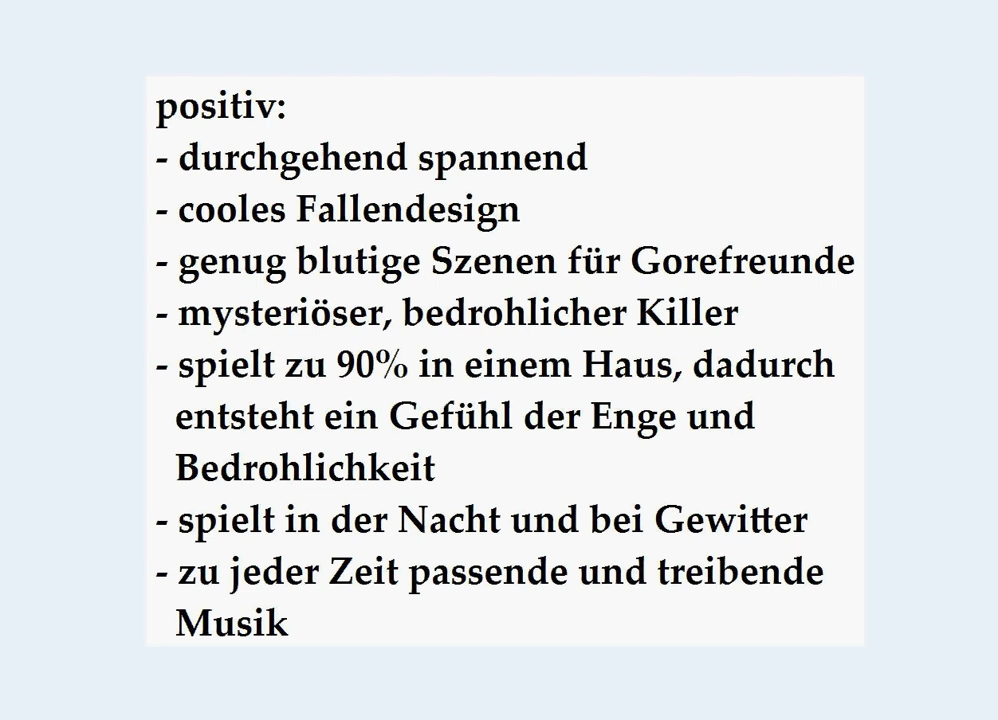 positiv:
- durchgehend spannend
- cooles Fallendesign
- genug blutige Szenen für Gorefreunde
- mysteriöser, bedrohlicher Killer
- spielt zu 90% in einem Haus, dadurch
entsteht ein Gefühl der Enge und
Bedrohlichkeit
- spielt in der Nacht und bei Gewitter
- zu jeder Zeit passende und treibende
Musik